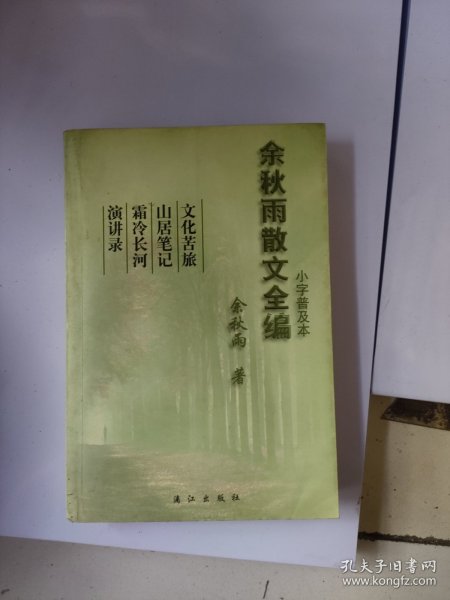 余秋雨散文全编
小字普及本
余秋雨 著
文化苦旅
山居笔记
霜冷长河
演讲录
漓江出版社
孔夫子旧书网
www.kongfz.com